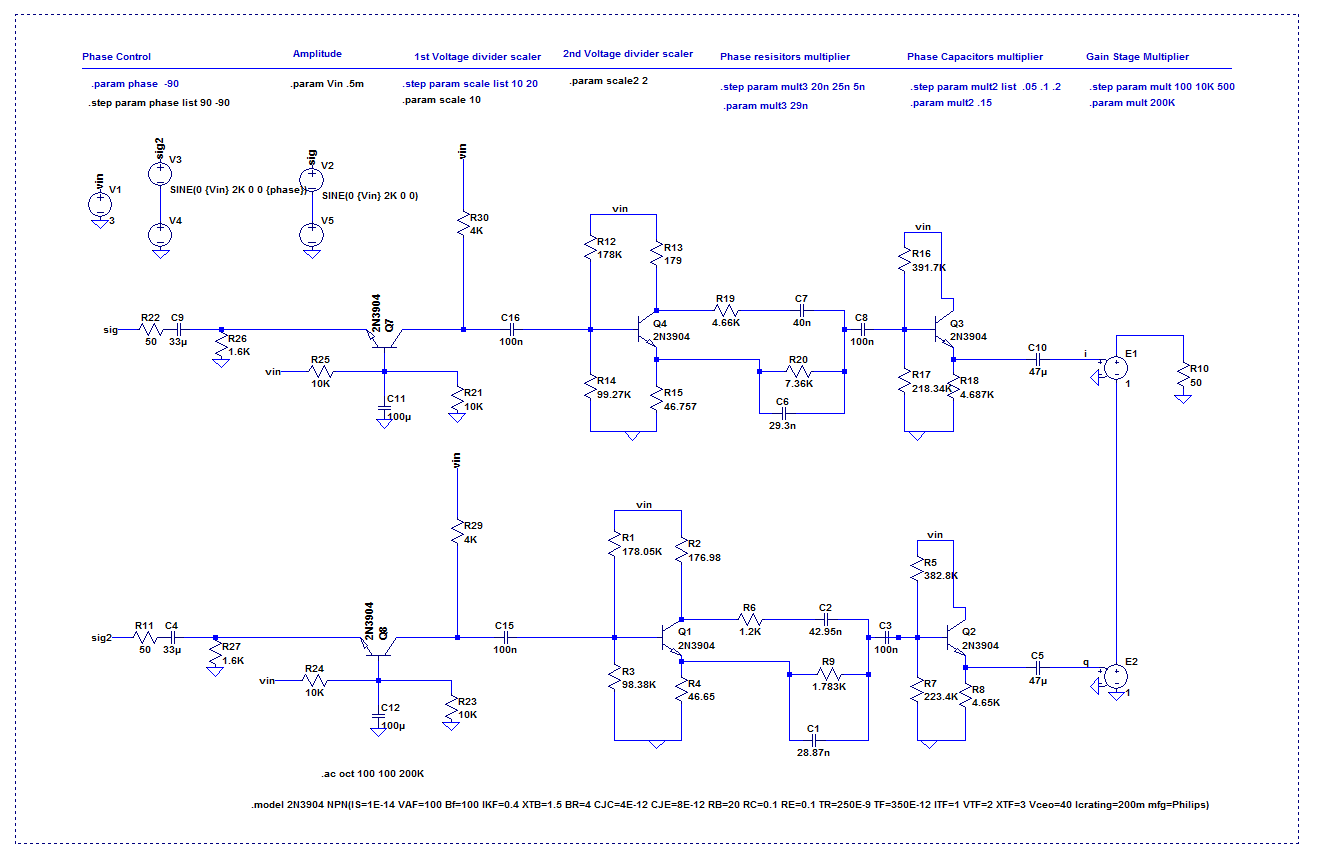 Phase Control
Amplitude
1st Voltage divider scaler
2nd Voltage divider scaler
Phase resisitors multiplier
Phase Capacitors multiplier
Gain Stage Multiplier
.param phase  -90
.step param phase list 90 -90
.param Vin .5m
.step param scale list 10 20
.param scale 10
.param scale2 2
.step param mult3 20n 25n 5n
.param mult3 29n
.step param mult2 list  .05 .1 .2
.param mult2 .15
.step param mult 100 10K 500
.param mult 200K
vin
V1
3
sig2
V3
SINE(0 {Vin} 2K 0 0 {phase})
V4
sig
V2
SINE(0 {Vin} 2K 0 0)
V5
vin
R30
4K
sig
R22
50
C9
33µ
R26
1.6K
2N3904
Q7
vin
R25
10K
C11
100µ
R21
10K
C16
100n
vin
R12
178K
R13
179
Q4
2N3904
R14
99.27K
R15
46.757
R19
4.66K
C7
40n
R20
7.36K
C6
29.3n
C8
100n
vin
R16
391.7K
Q3
2N3904
R17
218.34K
R18
4.687K
C10
47µ
i
E1
1
R10
50
vin
R29
4K
sig2
R11
50
C4
33µ
R27
1.6K
2N3904
Q8
vin
R24
10K
C12
100µ
R23
10K
C15
100n
vin
R1
178.05K
R2
176.98
Q1
2N3904
R3
98.38K
R4
46.65
R6
1.2K
C2
42.95n
R9
1.783K
C1
28.87n
C3
100n
vin
R5
382.8K
Q2
2N3904
R7
223.4K
R8
4.65K
C5
47µ
q
E2
1
.ac oct 100 100 200K
.model 2N3904 NPN(IS=1E-14 VAF=100 Bf=100 IKF=0.4 XTB=1.5 BR=4 CJC=4E-12 CJE=8E-12 RB=20 RC=0.1 RE=0.1 TR=250E-9 TF=350E-12 ITF=1 VTF=2 XTF=3 Vceo=40 Icrating=200m mfg=Philips)